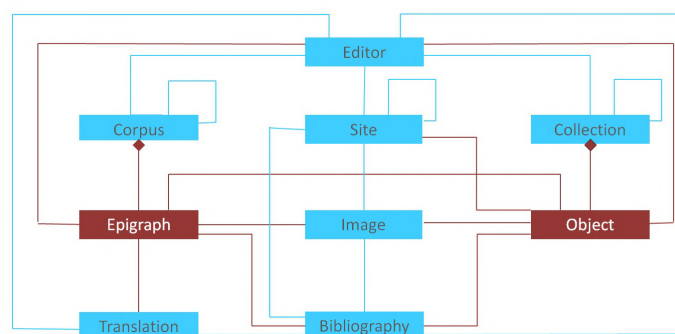 Editor
Corpus
Site
Collection
Epigraph
Image
Object
Translation
Bibliography